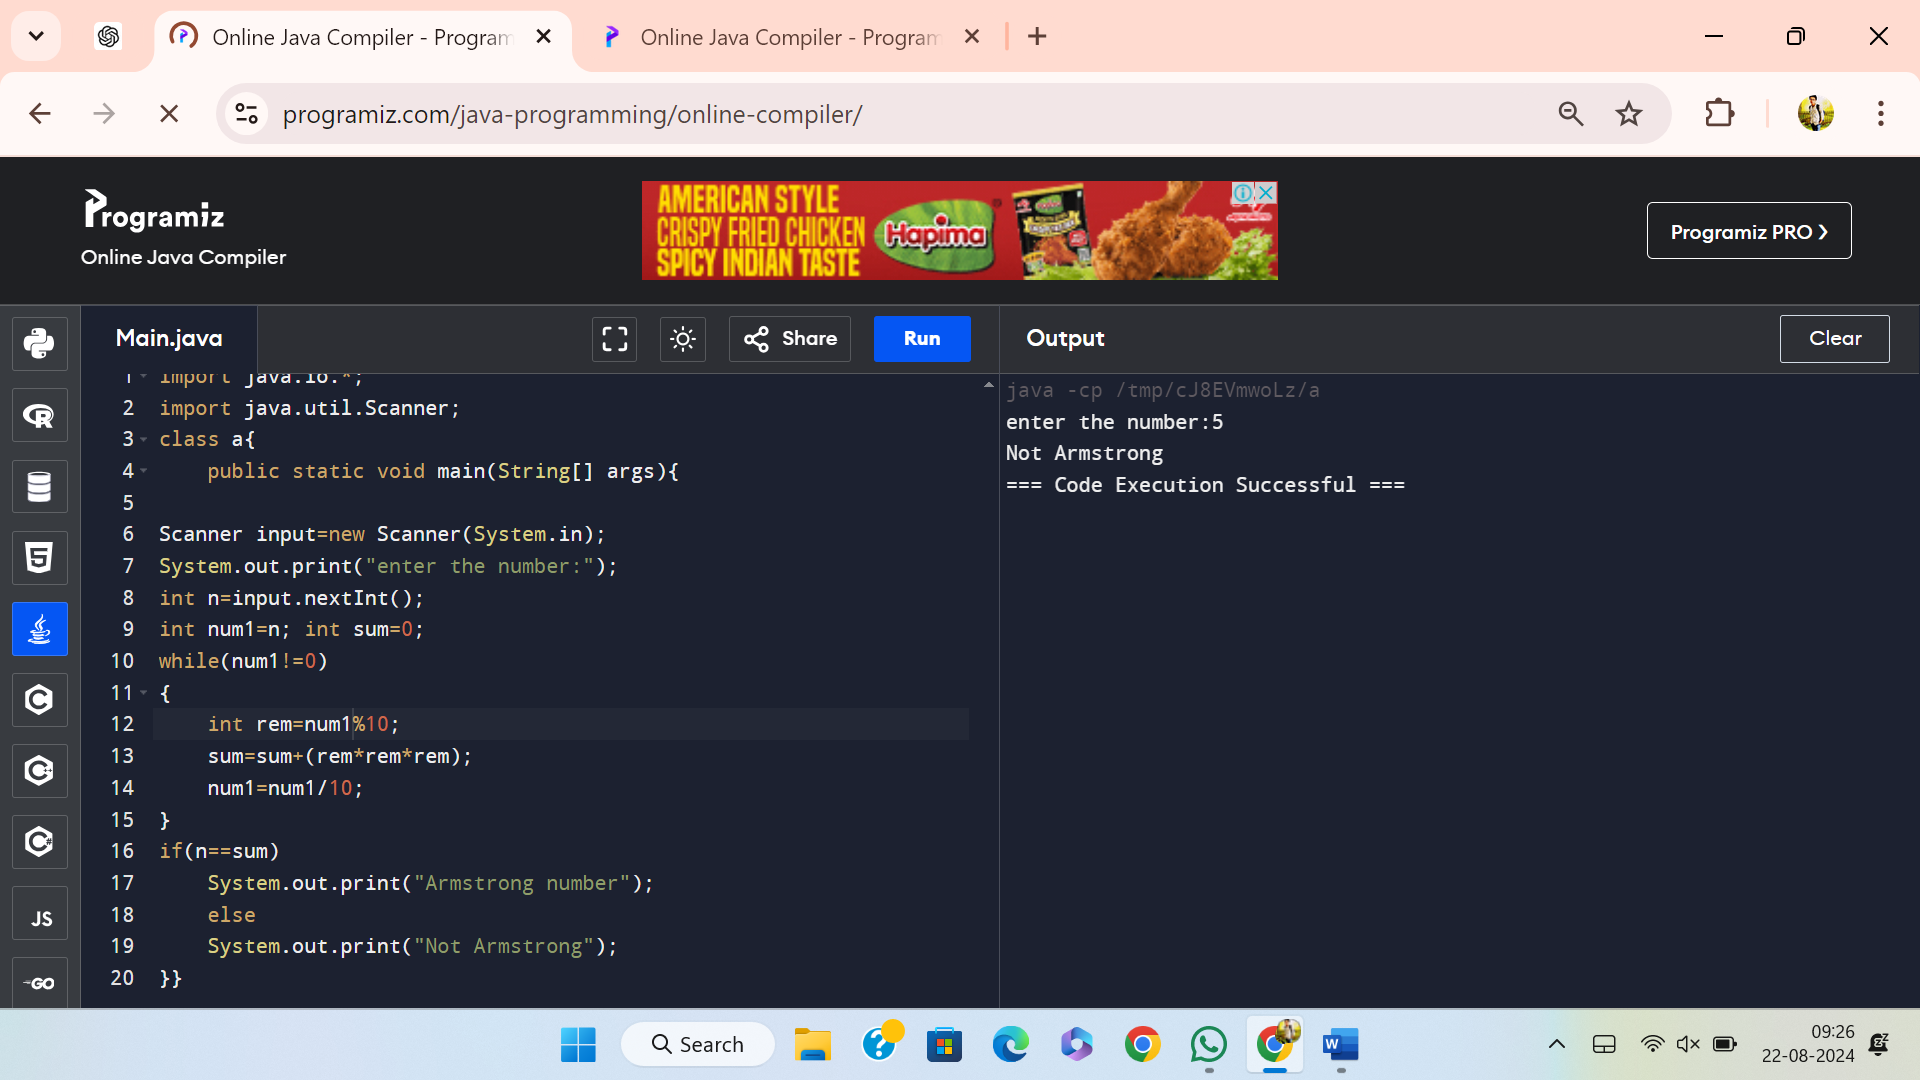 Online Java Compiler - Program
Online Java Compiler - Program
programiz.com/java-programming/online-compiler/
Programiz
Online Java Compiler
AMERICAN STYLE
CRISPY FRIED CHICKEN
SPICY INDIAN TASTE
Hapima
Programiz PRO ❯
Main.java
Share
Run
Output
Clear
1 import java.io.*;
2 import java.util.Scanner;
3 class a{
4 public static void main(String[] args){
5
6 Scanner input=new Scanner(System.in);
7 System.out.print("enter the number:");
8 int n=input.nextInt();
9 int num1=n; int sum=0;
10 while(num1!=0)
11 {
12 int rem=num1%10;
13 sum=sum+(rem*rem*rem);
14 num1=num1/10;
15 }
16 if(n==sum)
17 System.out.print("Armstrong number");
18 else
19 System.out.print("Not Armstrong");
20 }}
java -cp /tmp/cJ8EVmwoLz/a
enter the number:5
Not Armstrong
=== Code Execution Successful ===
JS
GO
Search
09:26
22-08-2024